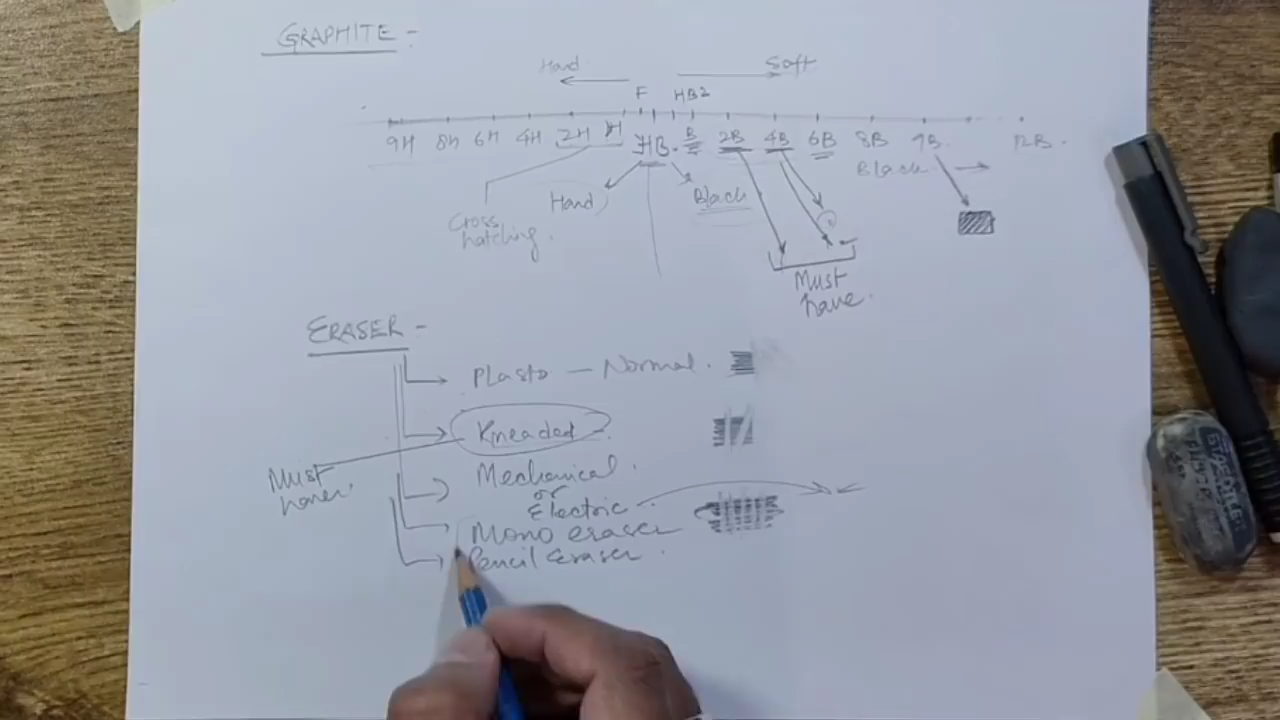 GRAPHITE -
Hard Soft
F HB2
9H 8H 6H 4H 2H H HB B 2B 4B 6B 8B 9B 12B
Hard Black Black
Cross
hatching.
Must
have.
ERASER -
Plasto - Normal.
Kneaded
Must
have.
Mechanical.
or
Electric
Mono eraser
Pencil Eraser.
STAEDTLER